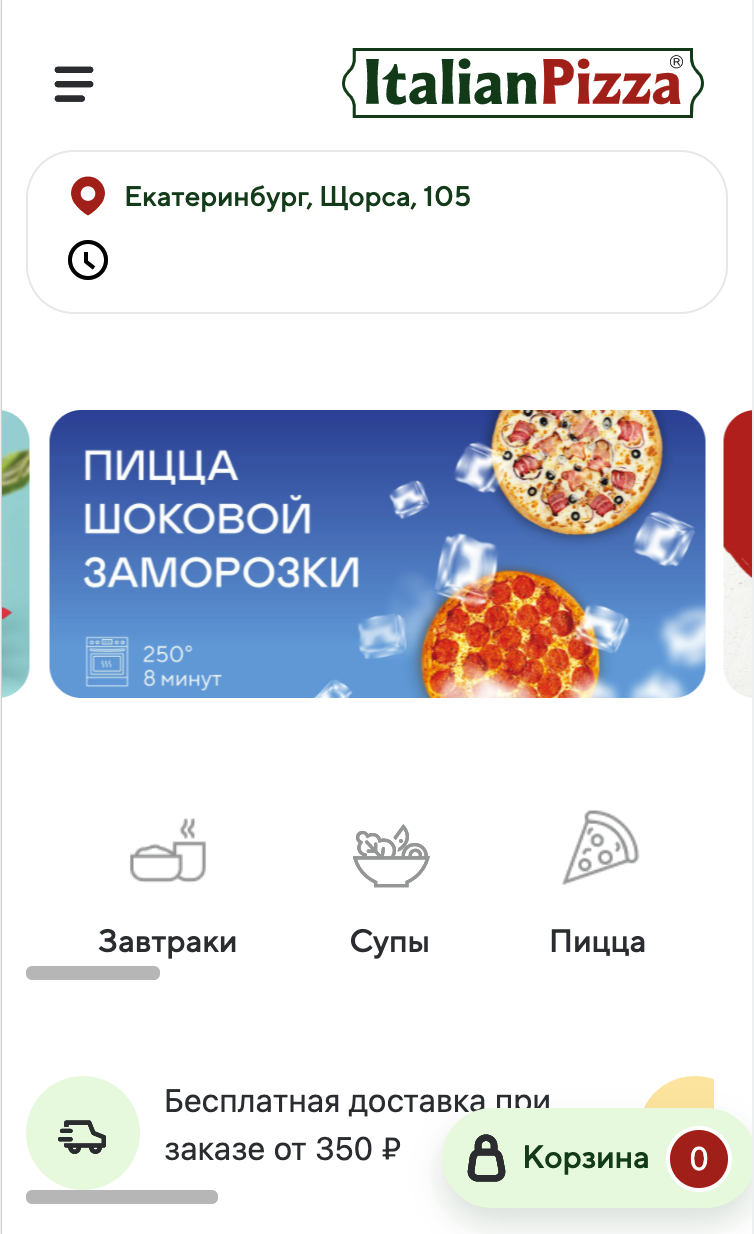 ItalianPizza®
Екатеринбург, Щорса, 105
ПИЦЦА
ШОКОВОЙ
ЗАМОРОЗКИ
250°
8 минут
Завтраки
Супы
Пицца
Бесплатная доставка при
заказе от 350 ₽
Корзина
0